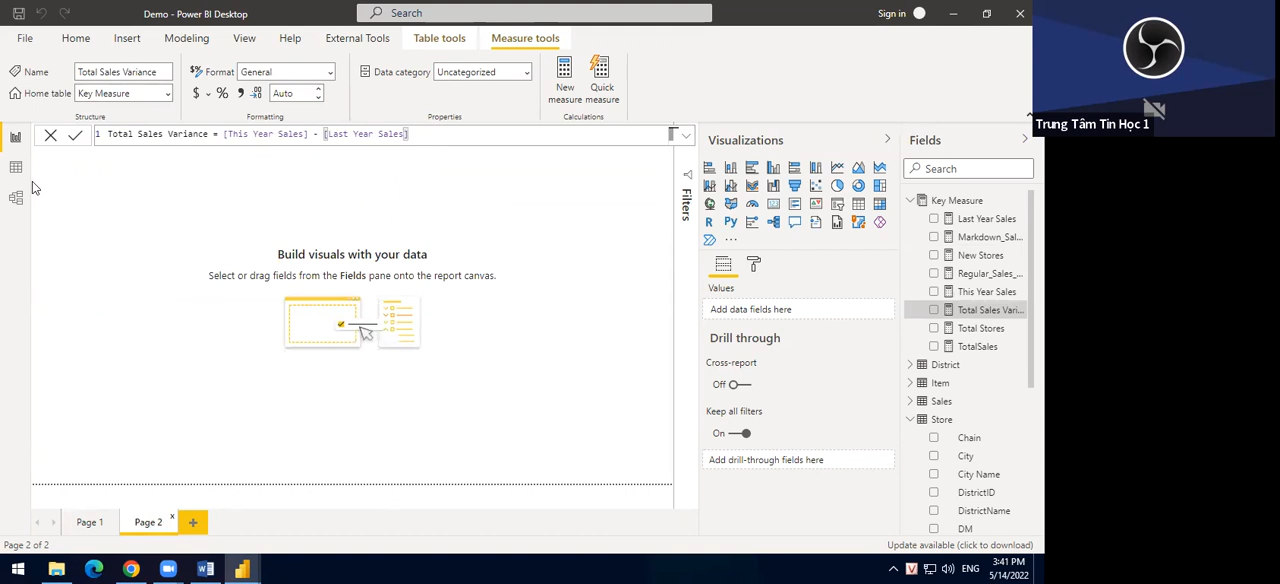 Demo - Power BI Desktop
Search
Sign in
File
Home
Insert
Modeling
View
Help
External Tools
Table tools
Measure tools
Name
Total Sales Variance
Format
General
Data category
Uncategorized
New measure
Quick measure
Home table
Key Measure
$
%
Auto
Structure
Formatting
Properties
Calculations
Trung Tâm Tin Học 1
1 Total Sales Variance = [This Year Sales] - [Last Year Sales]
Visualizations
Fields
Search
Filters
Key Measure
Last Year Sales
Markdown_Sal...
New Stores
Regular_Sales_...
This Year Sales
Total Sales Vari...
Total Stores
TotalSales
District
Item
Sales
Store
Chain
City
City Name
DistrictID
DistrictName
DM
R
Py
...
Values
Add data fields here
Drill through
Cross-report
Off
Keep all filters
On
Add drill-through fields here
Build visuals with your data
Select or drag fields from the Fields pane onto the report canvas.
Page 1
Page 2
x
+
Page 2 of 2
Update available (click to download)
ENG
3:41 PM
5/14/2022